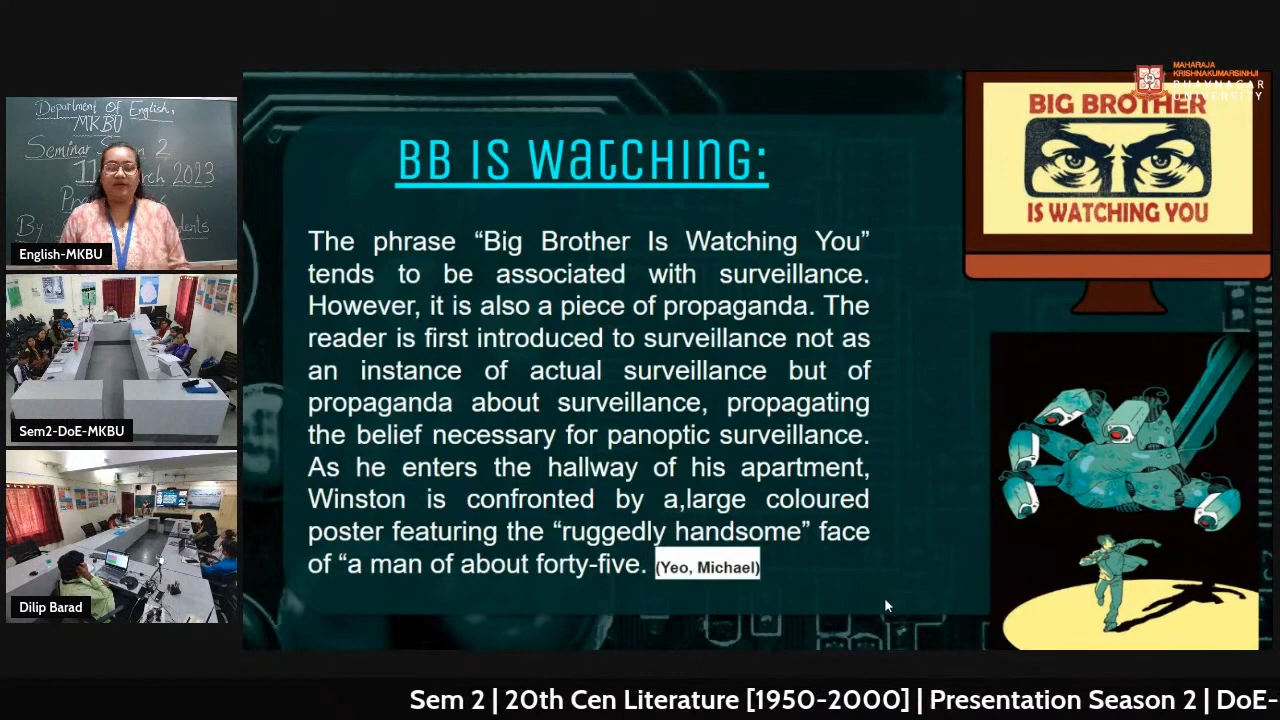 MAHARAJA
KRISHNAKUMARSINHJI
BHAVNAGAR
UNIVERSITY
Department Of English,
MKBU
Seminar Sem 2
11 March 2023
By
English-MKBU
Sem2-DoE-MKBU
Dilip Barad
BB IS WATCHING:
The phrase “Big Brother Is Watching You”
tends to be associated with surveillance.
However, it is also a piece of propaganda. The
reader is first introduced to surveillance not as
an instance of actual surveillance but of
propaganda about surveillance, propagating
the belief necessary for panoptic surveillance.
As he enters the hallway of his apartment,
Winston is confronted by a,large coloured
poster featuring the “ruggedly handsome” face
of “a man of about forty-five. (Yeo, Michael)
BIG BROTHER
IS WATCHING YOU
Sem 2 | 20th Cen Literature [1950-2000] | Presentation Season 2 | DoE-